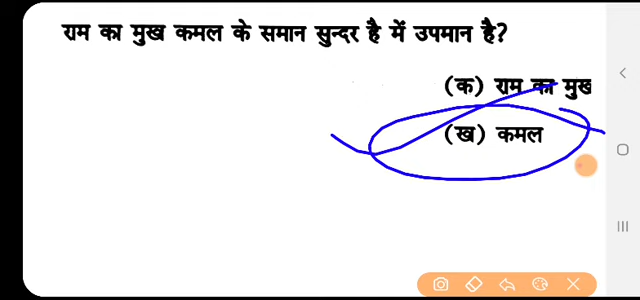 राम का मुख कमल के समान सुन्दर है में उपमान है?
(क) राम का मुख
(ख) कमल